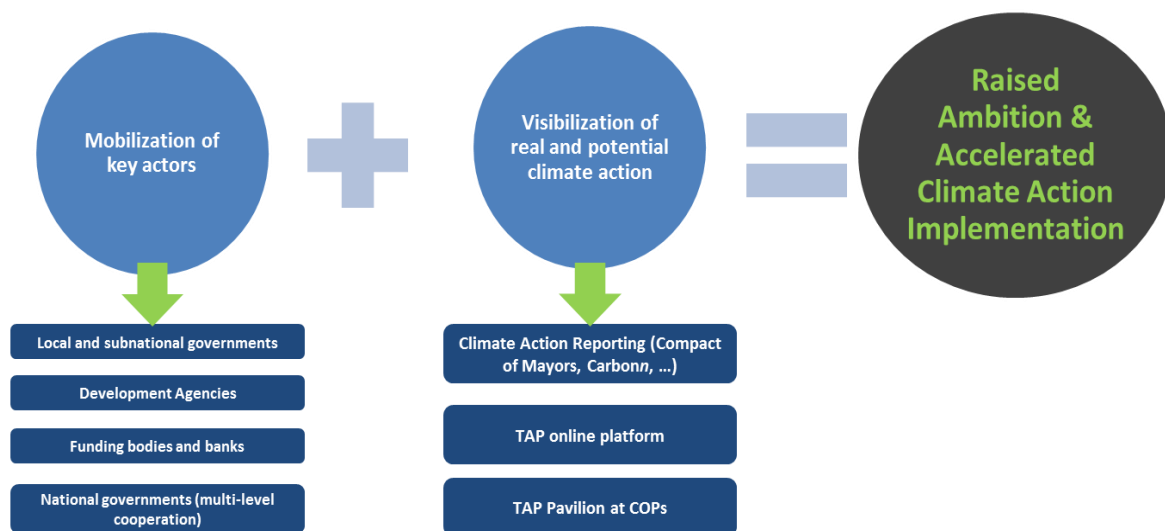 Mobilization of
key actors
Visibilization of
real and potential
climate action
Raised
Ambition &
Accelerated
Climate Action
Implementation
Local and subnational governments
Development Agencies
Funding bodies and banks
National governments (multi-level
cooperation)
Climate Action Reporting (Compact
of Mayors, Carbonn, ...)
TAP online platform
TAP Pavilion at COPs